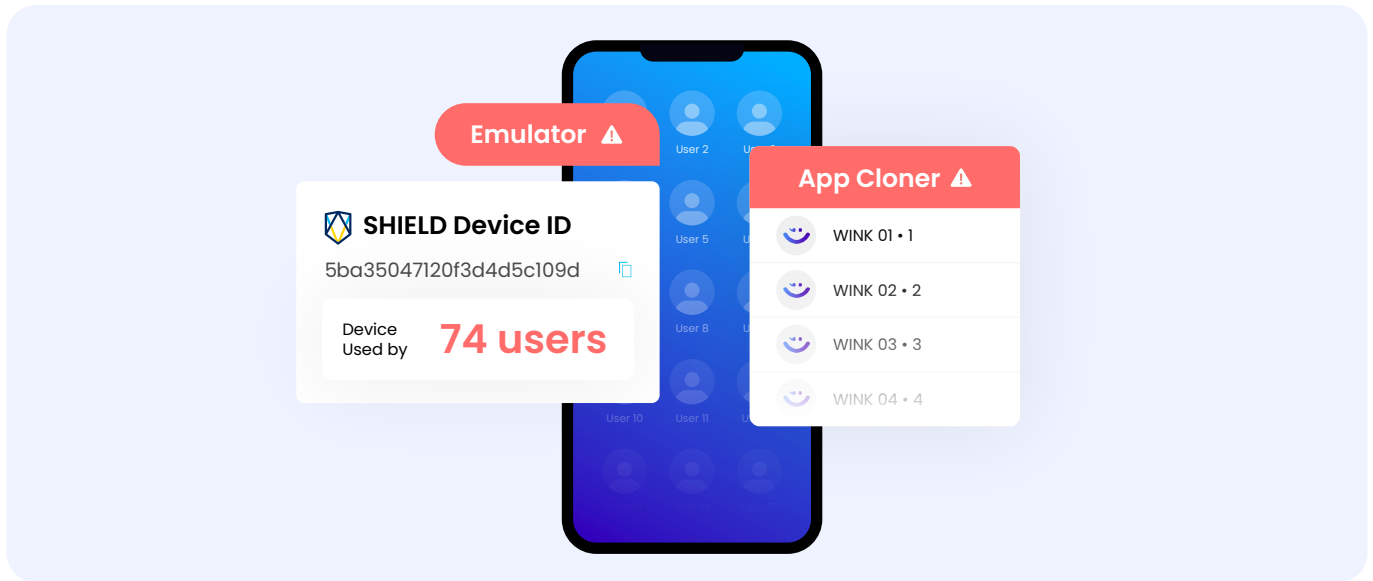 Emulator
SHIELD Device ID
5ba35047120f3d4d5c109d
Device
Used by
74 users
User 2
User 5
User 8
User 10
User 11
App Cloner
WINK 01 • 1
WINK 02 • 2
WINK 03 • 3
WINK 04 • 4